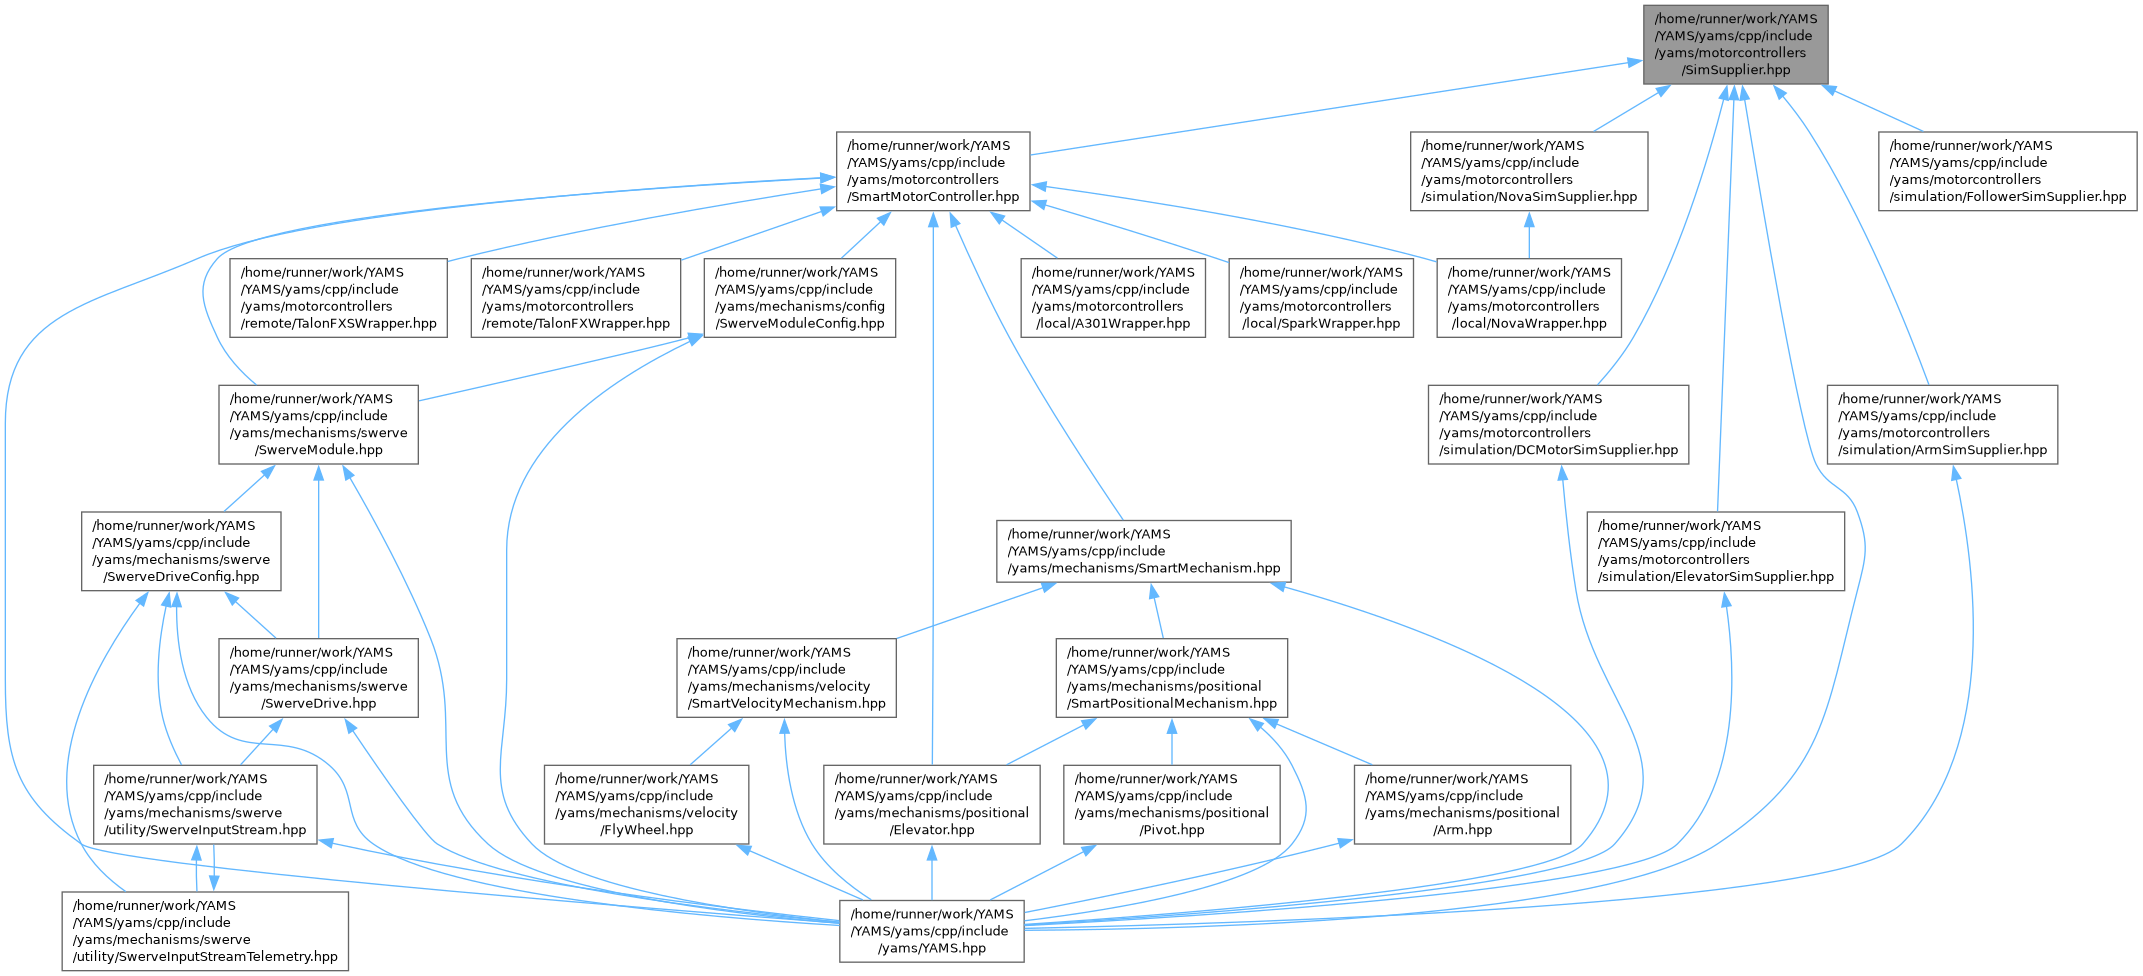 /home/runner/work/YAMS
/YAMS/yams/cpp/include
/yams/motorcontrollers
/SimSupplier.hpp
/home/runner/work/YAMS
/YAMS/yams/cpp/include
/yams/motorcontrollers
/SmartMotorController.hpp
/home/runner/work/YAMS
/YAMS/yams/cpp/include
/yams/motorcontrollers
/simulation/NovaSimSupplier.hpp
/home/runner/work/YAMS
/YAMS/yams/cpp/include
/yams/motorcontrollers
/simulation/FollowerSimSupplier.hpp
/home/runner/work/YAMS
/YAMS/yams/cpp/include
/yams/motorcontrollers
/remote/TalonFXSWrapper.hpp
/home/runner/work/YAMS
/YAMS/yams/cpp/include
/yams/motorcontrollers
/remote/TalonFXWrapper.hpp
/home/runner/work/YAMS
/YAMS/yams/cpp/include
/yams/mechanisms/config
/SwerveModuleConfig.hpp
/home/runner/work/YAMS
/YAMS/yams/cpp/include
/yams/motorcontrollers
/local/A301Wrapper.hpp
/home/runner/work/YAMS
/YAMS/yams/cpp/include
/yams/motorcontrollers
/local/SparkWrapper.hpp
/home/runner/work/YAMS
/YAMS/yams/cpp/include
/yams/motorcontrollers
/local/NovaWrapper.hpp
/home/runner/work/YAMS
/YAMS/yams/cpp/include
/yams/mechanisms/swerve
/SwerveModule.hpp
/home/runner/work/YAMS
/YAMS/yams/cpp/include
/yams/motorcontrollers
/simulation/DCMotorSimSupplier.hpp
/home/runner/work/YAMS
/YAMS/yams/cpp/include
/yams/motorcontrollers
/simulation/ArmSimSupplier.hpp
/home/runner/work/YAMS
/YAMS/yams/cpp/include
/yams/mechanisms/swerve
/SwerveDriveConfig.hpp
/home/runner/work/YAMS
/YAMS/yams/cpp/include
/yams/mechanisms/SmartMechanism.hpp
/home/runner/work/YAMS
/YAMS/yams/cpp/include
/yams/motorcontrollers
/simulation/ElevatorSimSupplier.hpp
/home/runner/work/YAMS
/YAMS/yams/cpp/include
/yams/mechanisms/swerve
/SwerveDrive.hpp
/home/runner/work/YAMS
/YAMS/yams/cpp/include
/yams/mechanisms/velocity
/SmartVelocityMechanism.hpp
/home/runner/work/YAMS
/YAMS/yams/cpp/include
/yams/mechanisms/positional
/SmartPositionalMechanism.hpp
/home/runner/work/YAMS
/YAMS/yams/cpp/include
/yams/mechanisms/swerve
/utility/SwerveInputStream.hpp
/home/runner/work/YAMS
/YAMS/yams/cpp/include
/yams/mechanisms/velocity
/FlyWheel.hpp
/home/runner/work/YAMS
/YAMS/yams/cpp/include
/yams/mechanisms/positional
/Elevator.hpp
/home/runner/work/YAMS
/YAMS/yams/cpp/include
/yams/mechanisms/positional
/Pivot.hpp
/home/runner/work/YAMS
/YAMS/yams/cpp/include
/yams/mechanisms/positional
/Arm.hpp
/home/runner/work/YAMS
/YAMS/yams/cpp/include
/yams/mechanisms/swerve
/utility/SwerveInputStreamTelemetry.hpp
/home/runner/work/YAMS
/YAMS/yams/cpp/include
/yams/YAMS.hpp